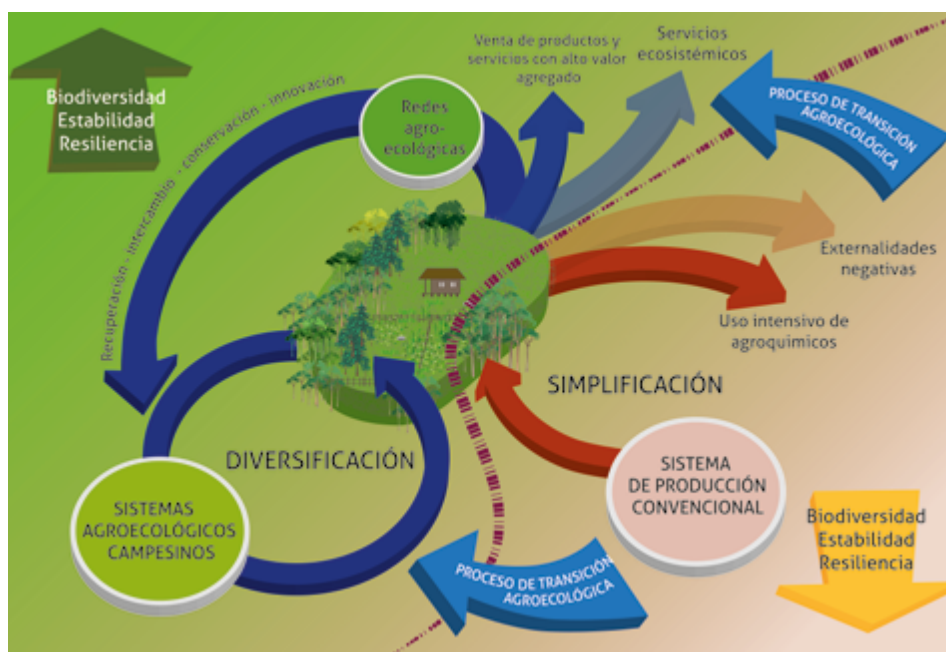 Biodiversidad
Estabilidad
Resiliencia
Recuperación - intercambio - conservación - innovación
Redes
agro-
ecológicas
Venta de productos y
servicios con alto valor
agregado
Servicios
ecosistémicos
PROCESO DE TRANSICIÓN
AGROECOLÓGICA
Externalidades
negativas
Uso intensivo de
agroquímicos
SIMPLIFICACIÓN
DIVERSIFICACIÓN
SISTEMAS
AGROECOLÓGICOS
CAMPESINOS
SISTEMA
DE PRODUCCIÓN
CONVENCIONAL
PROCESO DE TRANSICIÓN
AGROECOLÓGICA
Biodiversidad
Estabilidad
Resiliencia